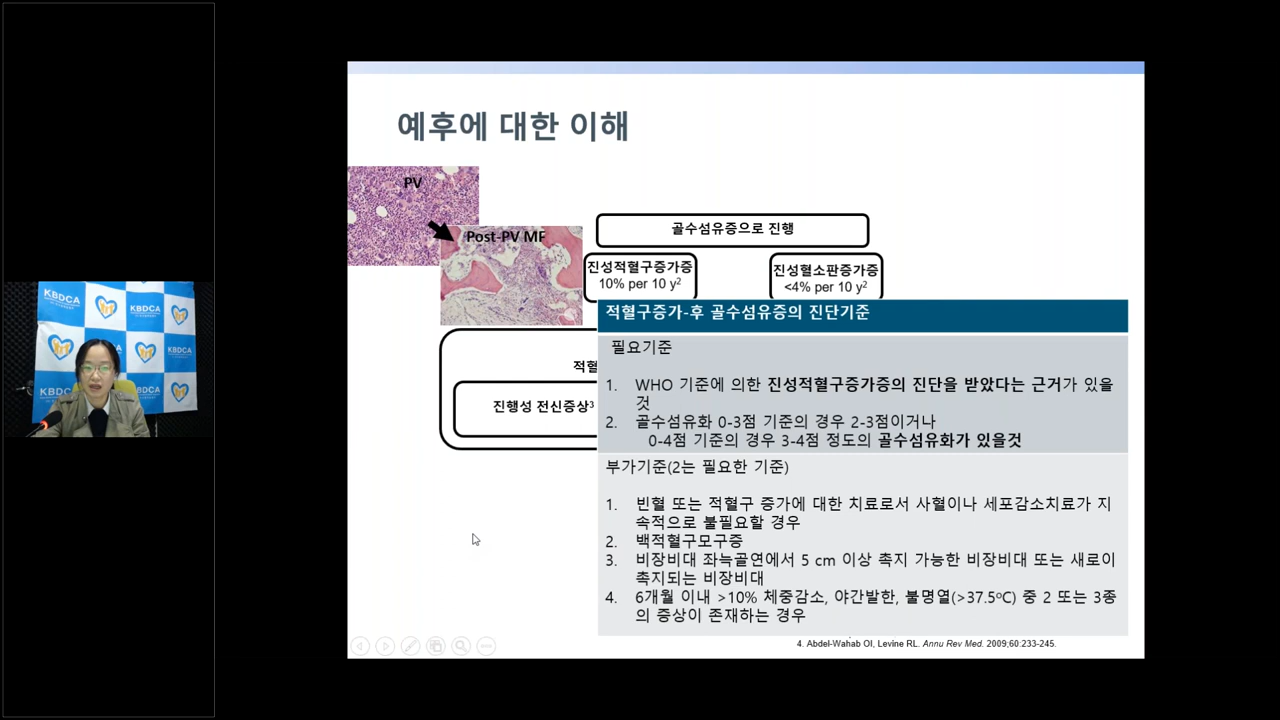 예후에 대한 이해
PV
Post-PV MF
골수섬유증으로 진행
진성적혈구증가증
10% per 10 y²
진성혈소판증가증
<4% per 10 y²
적혈
진행성 전신증상³
적혈구증가-후 골수섬유증의 진단기준
필요기준
1. WHO 기준에 의한 진성적혈구증가증의 진단을 받았다는 근거가 있을
것
2. 골수섬유화 0-3점 기준의 경우 2-3점이거나
0-4점 기준의 경우 3-4점 정도의 골수섬유화가 있을것
부가기준(2는 필요한 기준)
1. 빈혈 또는 적혈구 증가에 대한 치료로서 사혈이나 세포감소치료가 지
속적으로 불필요할 경우
2. 백적혈구모구증
3. 비장비대 좌늑골연에서 5 cm 이상 촉지 가능한 비장비대 또는 새로이
촉지되는 비장비대
4. 6개월 이내 >10% 체중감소, 야간발한, 불명열(>37.5ºC) 중 2 또는 3종
의 증상이 존재하는 경우
4. Abdel-Wahab OI, Levine RL. Annu Rev Med. 2009;60:233-245.
KBDCA
KBDCA
KBDCA
KBDCA